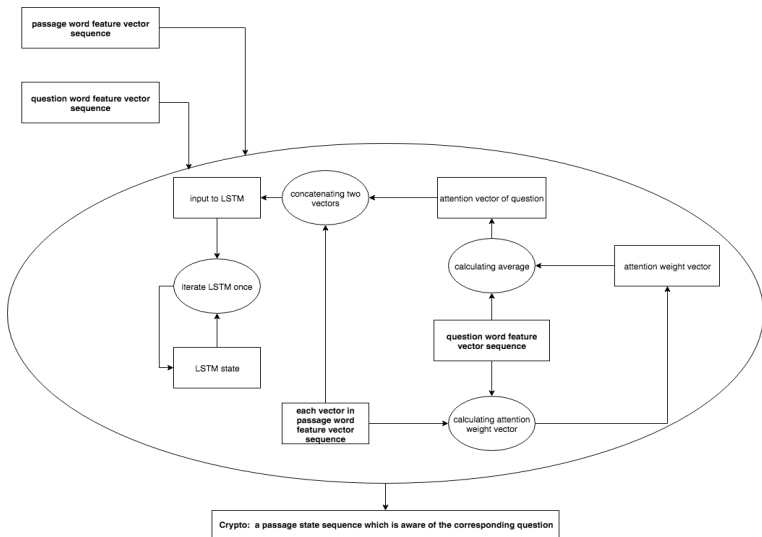 passage word feature vector
sequence
question word feature vector
sequence
input to LSTM
concatenating two
vectors
attention vector of question
iterate LSTM once
calculating average
attention weight vector
question word feature
vector sequence
LSTM state
each vector in
passage word
feature vector
sequence
calculating attention
weight vector
Crypto: a passage state sequence which is aware of the corresponding question